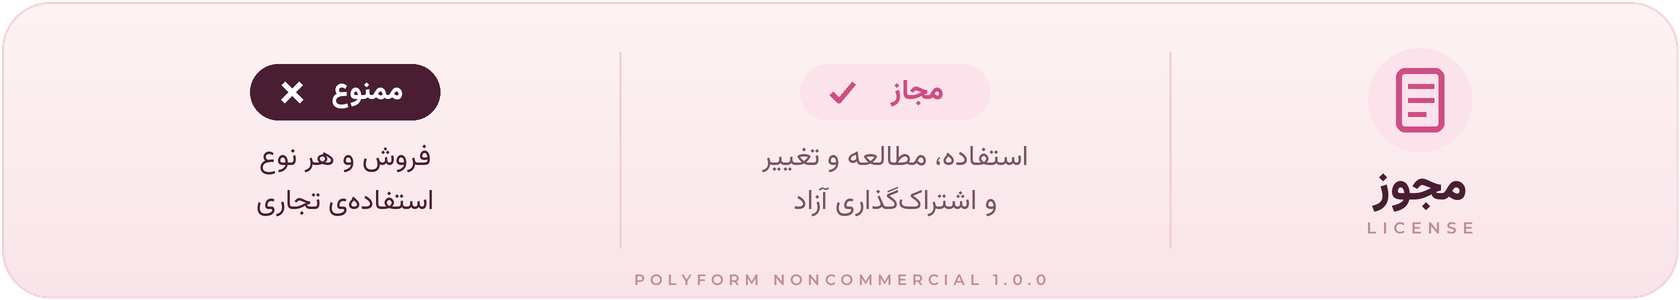 مجوز
LICENSE
مجاز
استفاده، مطالعه و تغییر
و اشتراک‌گذاری آزاد
ممنوع
فروش و هر نوع
استفاده‌ی تجاری
POLYFORM NONCOMMERCIAL 1.0.0